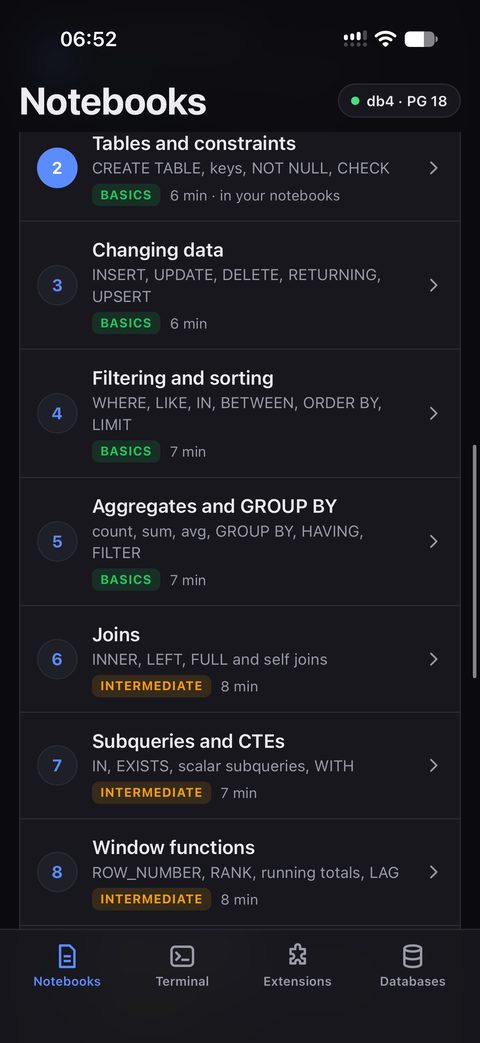 06:52
Notebooks
db4 · PG 18
2
Tables and constraints
CREATE TABLE, keys, NOT NULL, CHECK
BASICS 6 min · in your notebooks
3
Changing data
INSERT, UPDATE, DELETE, RETURNING,
UPSERT
BASICS 6 min
4
Filtering and sorting
WHERE, LIKE, IN, BETWEEN, ORDER BY,
LIMIT
BASICS 7 min
5
Aggregates and GROUP BY
count, sum, avg, GROUP BY, HAVING,
FILTER
BASICS 7 min
6
Joins
INNER, LEFT, FULL and self joins
INTERMEDIATE 8 min
7
Subqueries and CTEs
IN, EXISTS, scalar subqueries, WITH
INTERMEDIATE 7 min
8
Window functions
ROW_NUMBER, RANK, running totals, LAG
INTERMEDIATE 8 min
Notebooks Terminal Extensions Databases